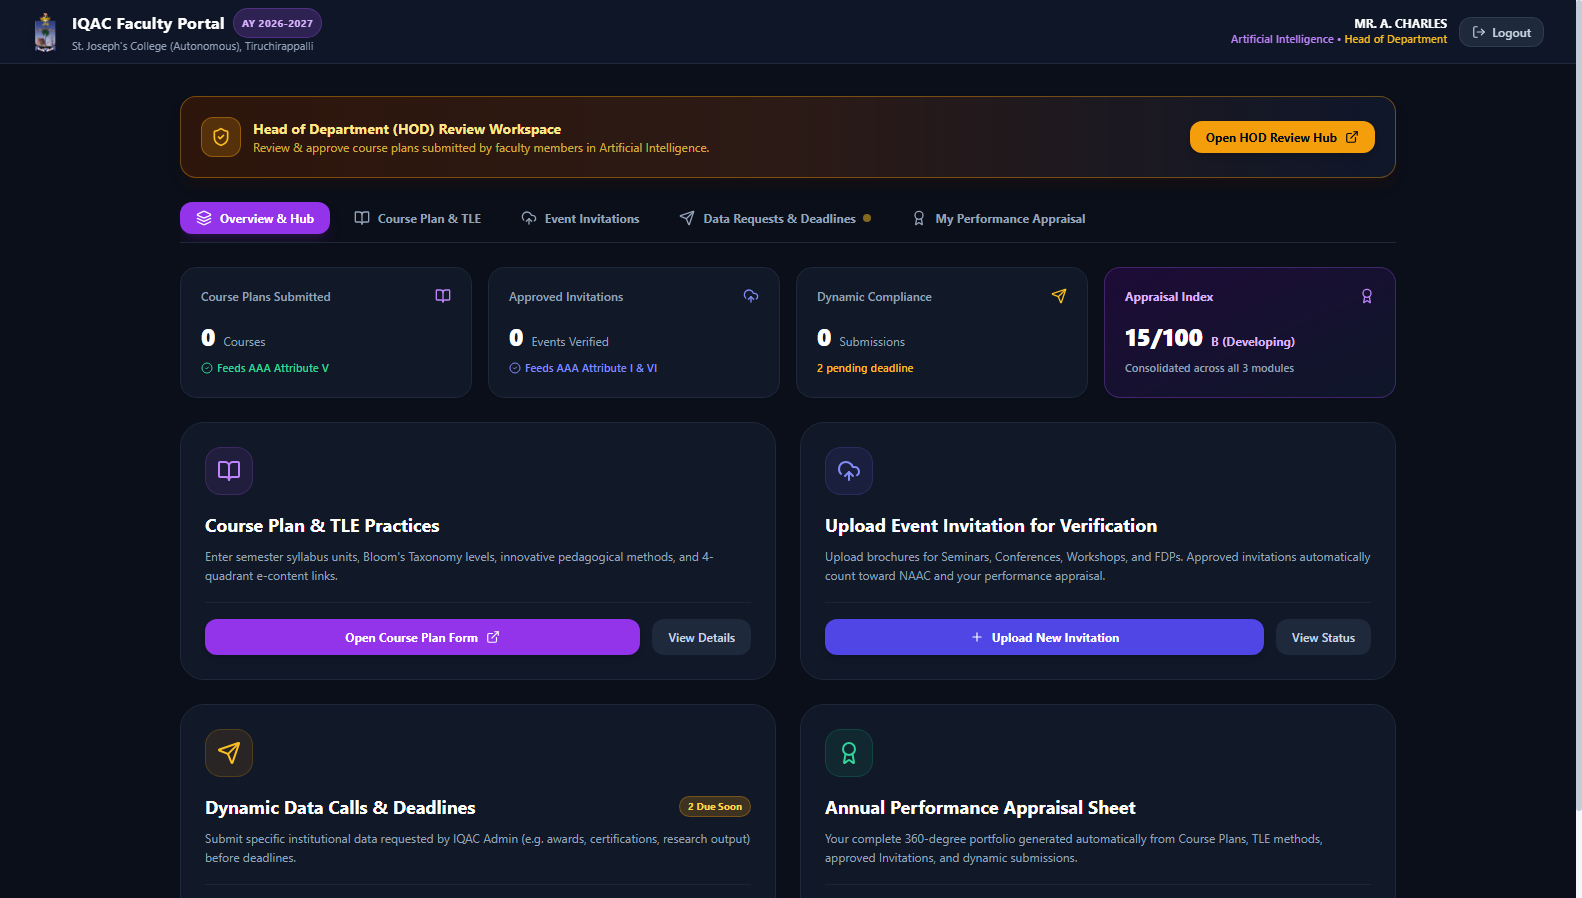 IQAC Faculty Portal AY 2026-2027
St. Joseph's College (Autonomous), Tiruchirappalli
MR. A. CHARLES
Artificial Intelligence • Head of Department
Logout
Head of Department (HOD) Review Workspace
Review & approve course plans submitted by faculty members in Artificial Intelligence.
Open HOD Review Hub
Overview & Hub
Course Plan & TLE
Event Invitations
Data Requests & Deadlines
My Performance Appraisal
Course Plans Submitted
0 Courses
Feeds AAA Attribute V
Approved Invitations
0 Events Verified
Feeds AAA Attribute I & VI
Dynamic Compliance
0 Submissions
2 pending deadline
Appraisal Index
15/100 B (Developing)
Consolidated across all 3 modules
Course Plan & TLE Practices
Enter semester syllabus units, Bloom's Taxonomy levels, innovative pedagogical methods, and 4-
quadrant e-content links.
Open Course Plan Form
View Details
Upload Event Invitation for Verification
Upload brochures for Seminars, Conferences, Workshops, and FDPs. Approved invitations automatically
count toward NAAC and your performance appraisal.
Upload New Invitation
View Status
Dynamic Data Calls & Deadlines
2 Due Soon
Submit specific institutional data requested by IQAC Admin (e.g. awards, certifications, research output)
before deadlines.
Annual Performance Appraisal Sheet
Your complete 360-degree portfolio generated automatically from Course Plans, TLE methods,
approved Invitations, and dynamic submissions.